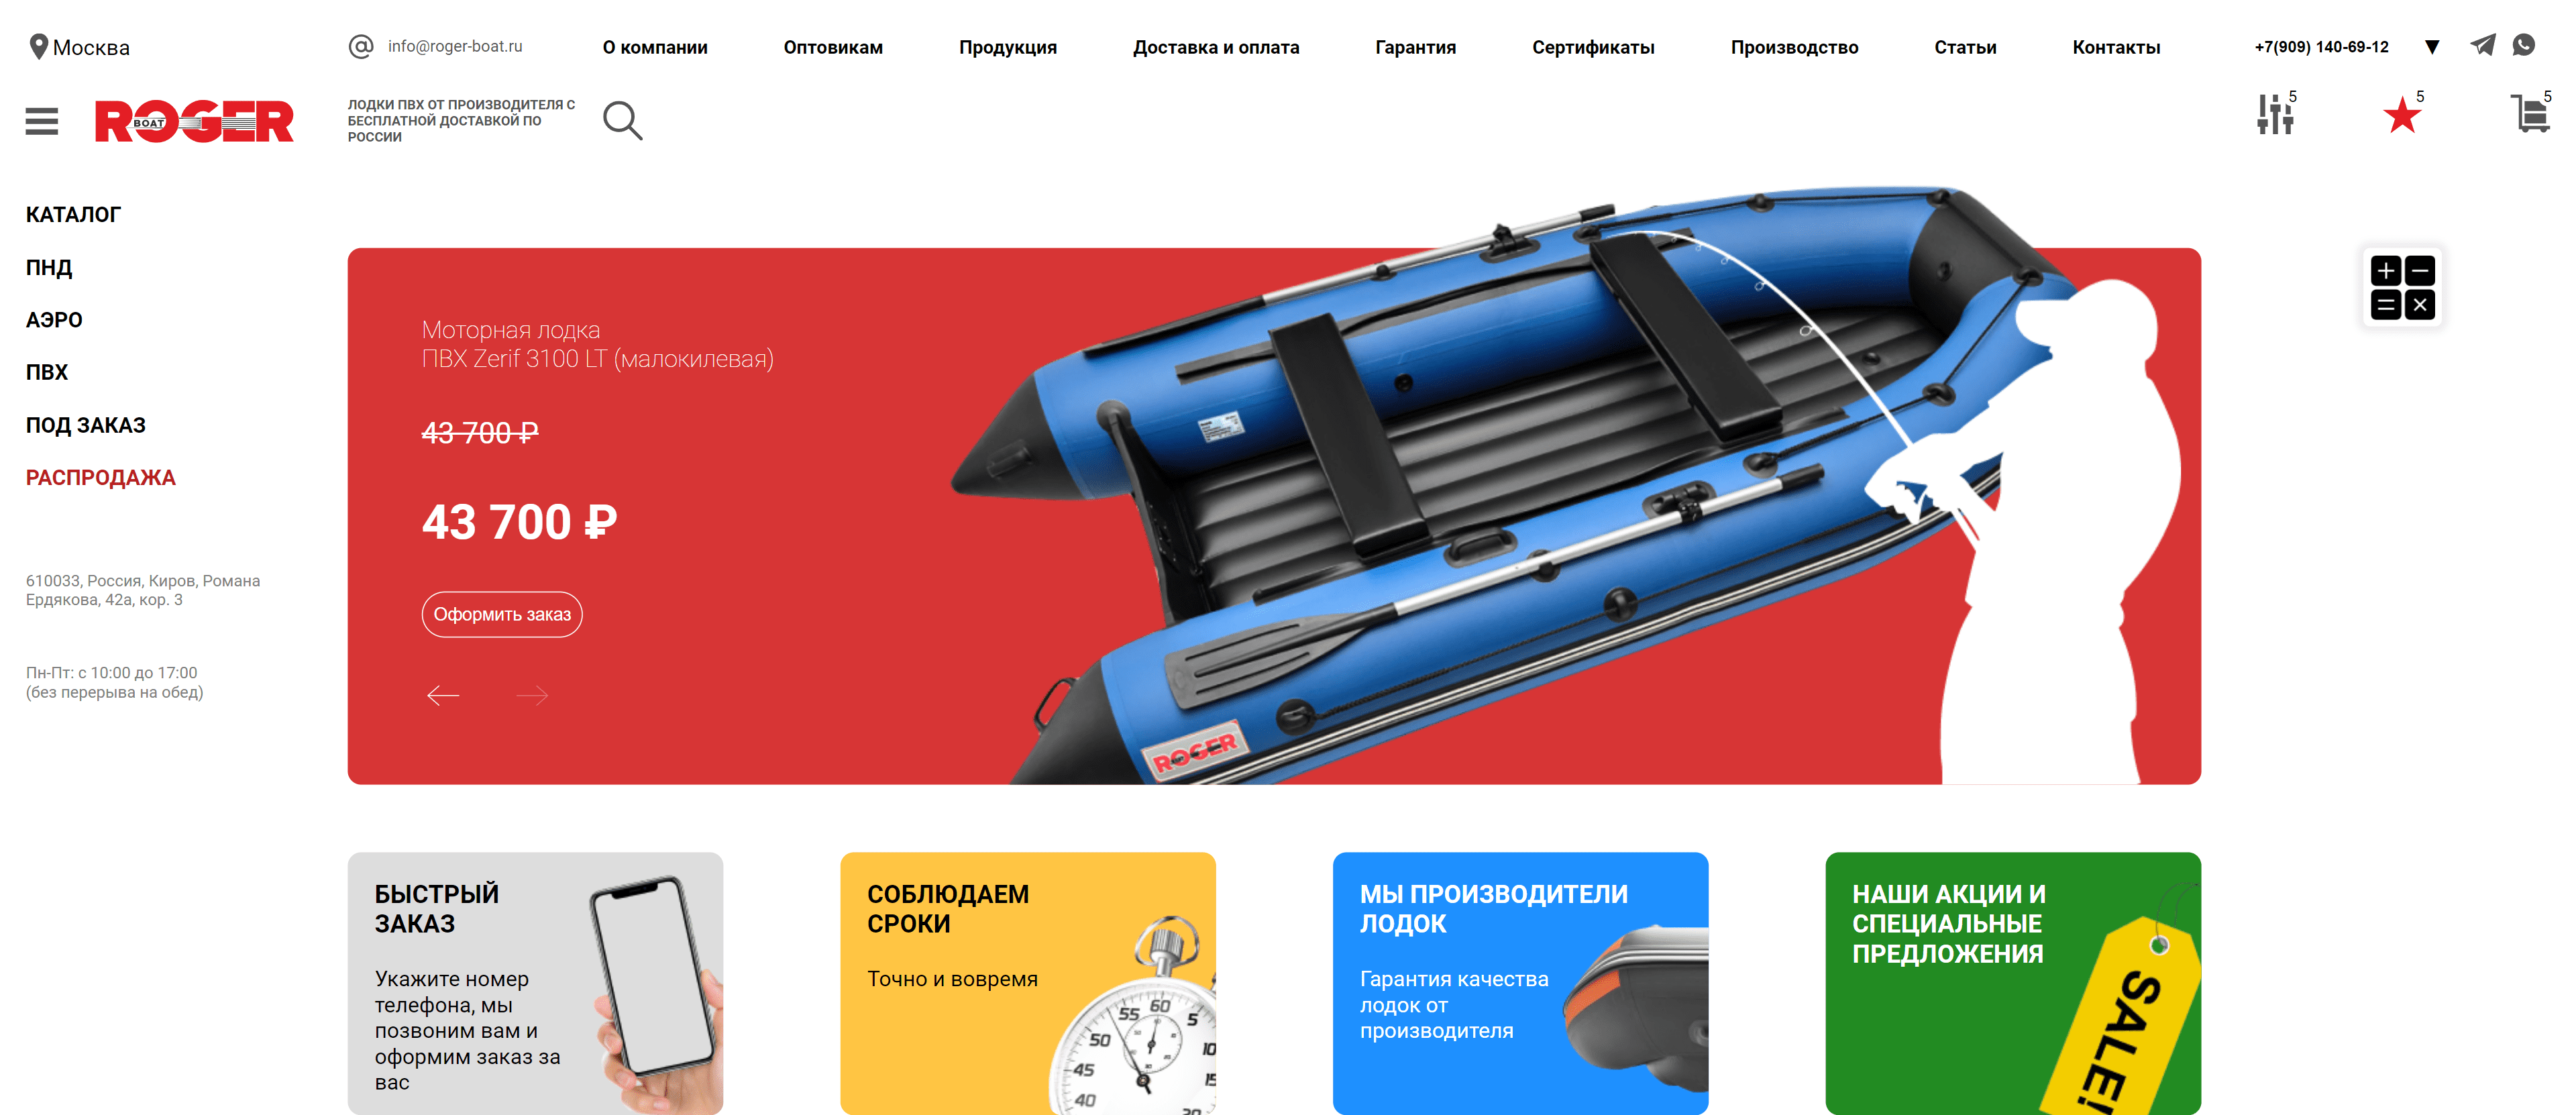 Москва
info@roger-boat.ru
О компании
Оптовикам
Продукция
Доставка и оплата
Гарантия
Сертификаты
Производство
Статьи
Контакты
+7(909) 140-69-12
ROGER
BOAT
ЛОДКИ ПВХ ОТ ПРОИЗВОДИТЕЛЯ С
БЕСПЛАТНОЙ ДОСТАВКОЙ ПО
РОССИИ
5
5
5
КАТАЛОГ
ПНД
АЭРО
ПВХ
ПОД ЗАКАЗ
РАСПРОДАЖА
610033, Россия, Киров, Романа
Ердякова, 42а, кор. 3
Пн-Пт: с 10:00 до 17:00
(без перерыва на обед)
Моторная лодка
ПВХ Zerif 3100 LT (малокилевая)
43 700 ₽
43 700 ₽
Оформить заказ
ROGER
БЫСТРЫЙ
ЗАКАЗ
Укажите номер
телефона, мы
позвоним вам и
оформим заказ за
вас
СОБЛЮДАЕМ
СРОКИ
Точно и вовремя
55 60 5
50 10
45 15
40 20
МЫ ПРОИЗВОДИТЕЛИ
ЛОДОК
Гарантия качества
лодок от
производителя
НАШИ АКЦИИ И
СПЕЦИАЛЬНЫЕ
ПРЕДЛОЖЕНИЯ
SALE!